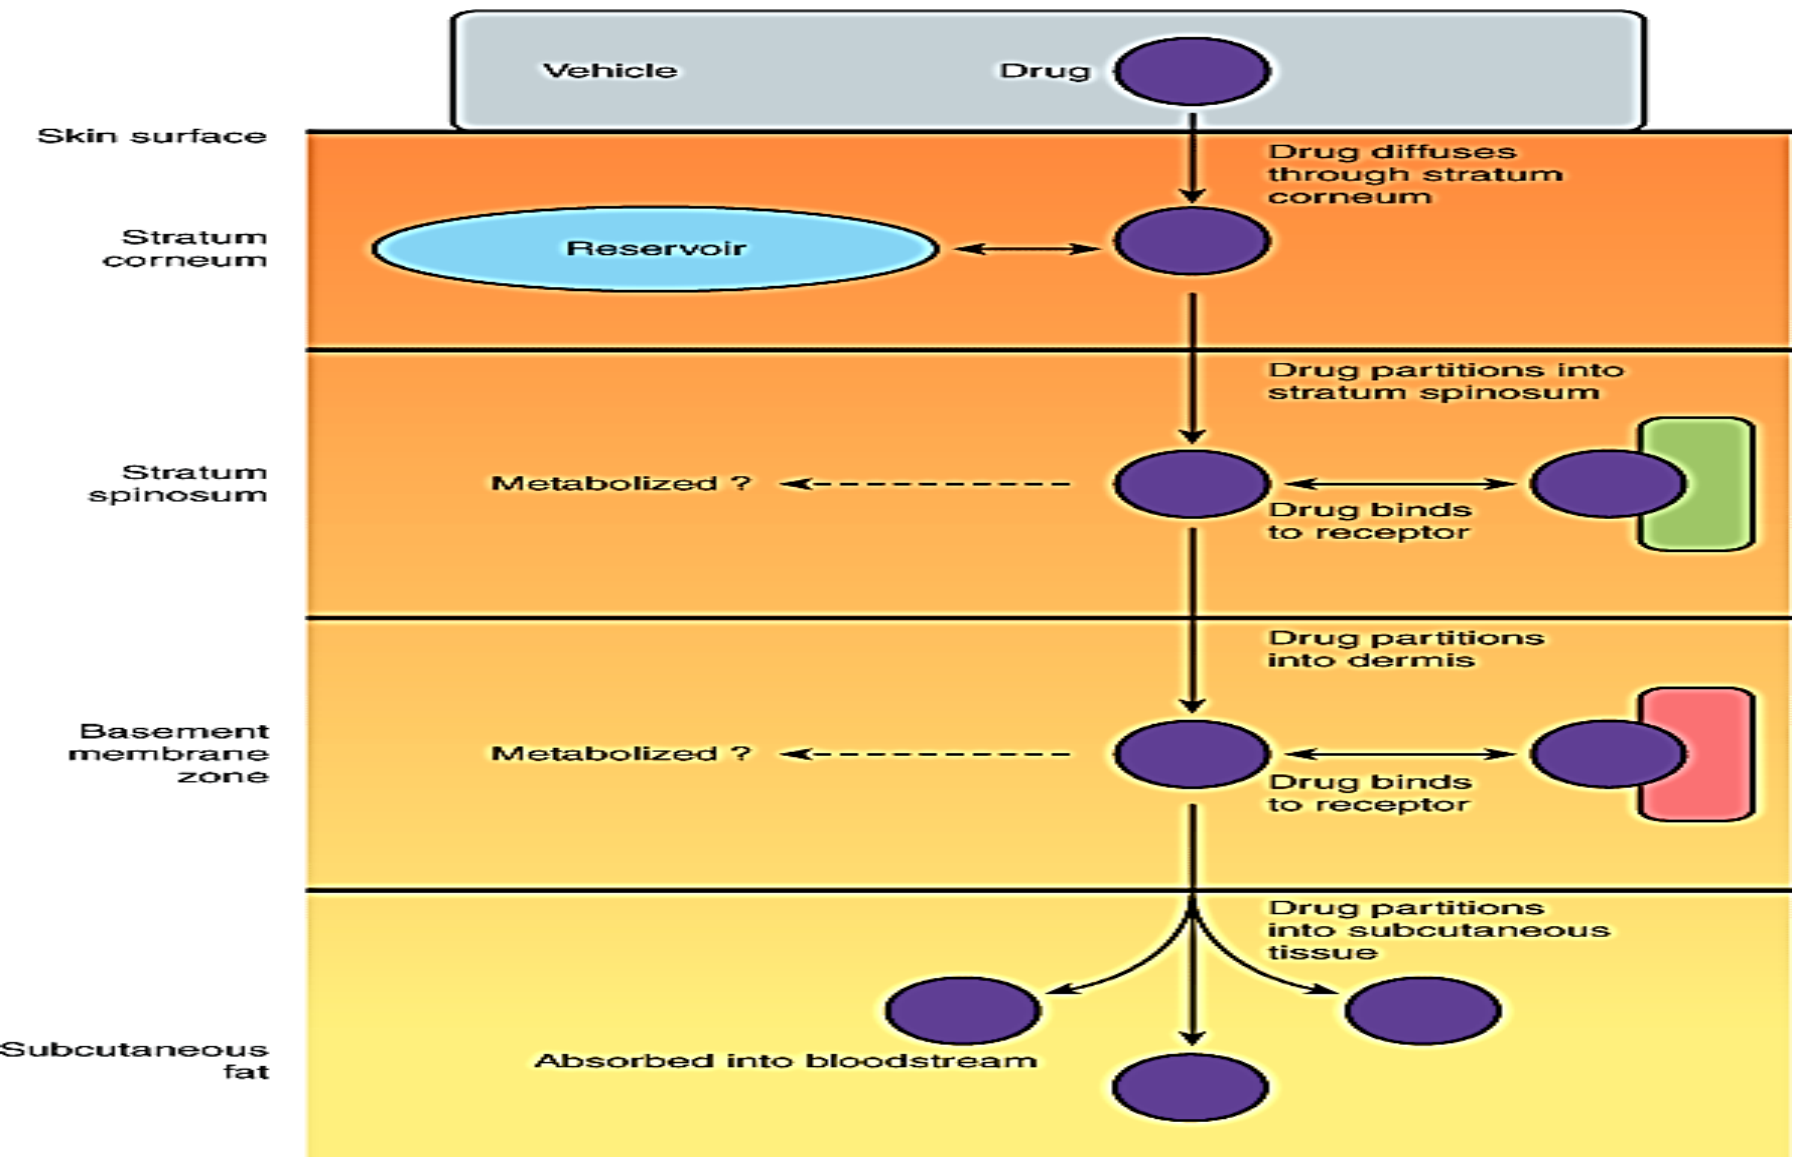 Vehicle
Drug
Skin surface
Drug diffuses
through stratum
corneum
Stratum
corneum
Reservoir
Drug partitions into
stratum spinosum
Stratum
spinosum
Metabolized ?
Drug binds
to receptor
Drug partitions
into dermis
Basement
membrane
zone
Metabolized ?
Drug binds
to receptor
Drug partitions
into subcutaneous
tissue
Subcutaneous
fat
Absorbed into bloodstream